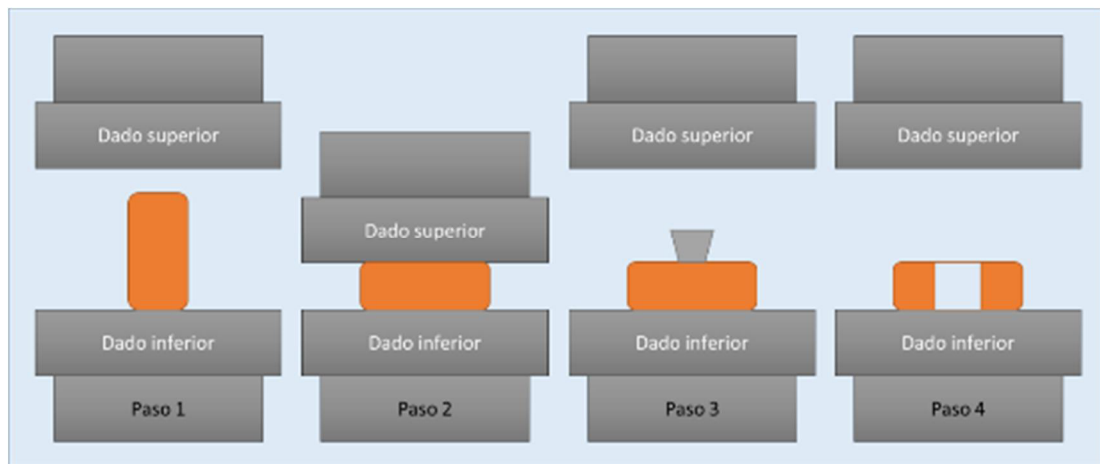 Dado superior
Dado inferior
Paso 1
Dado superior
Dado inferior
Paso 2
Dado superior
Dado inferior
Paso 3
Dado superior
Dado inferior
Paso 4